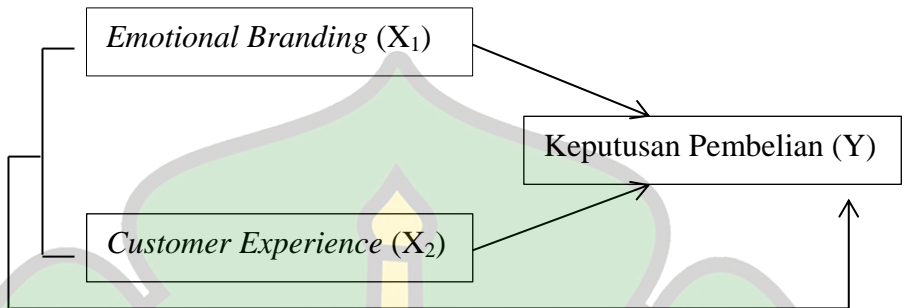 Emotional Branding (X₁)
Keputusan Pembelian (Y)
Customer Experience (X₂)